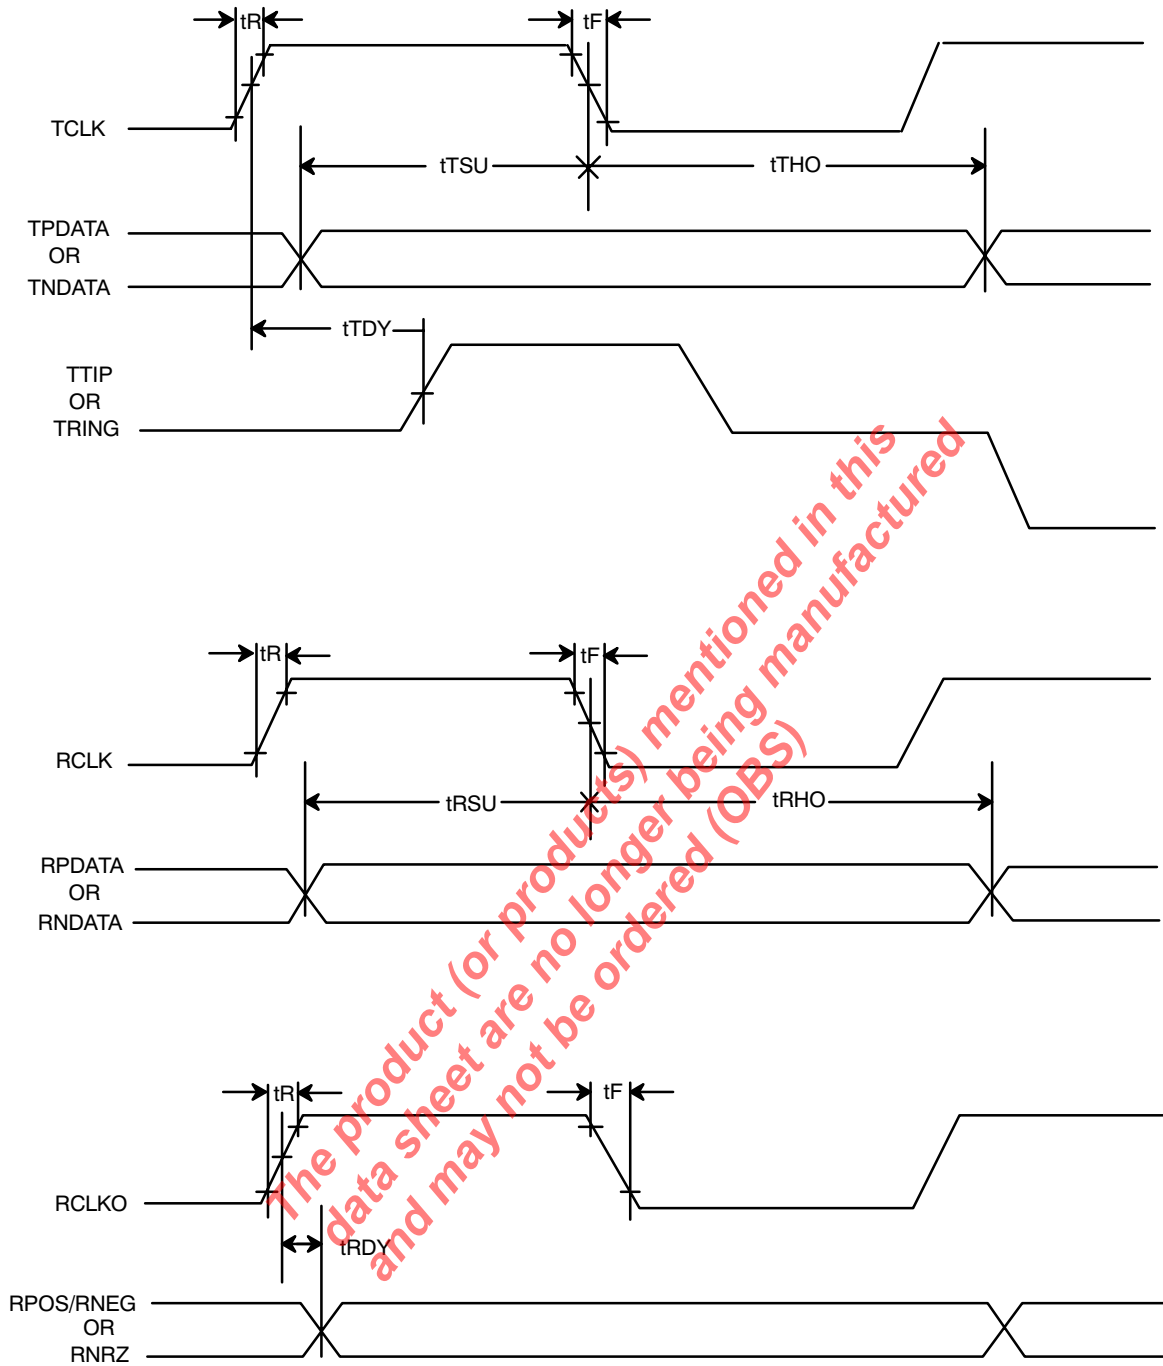 tR
tF
TCLK
tTSU
tTHO
TPDATA
OR
TNDATA
tTDY
TTIP
OR
TRING
tR
tF
RCLK
tRSU
tRHO
RPDATA
OR
RNDATA
The product (or products) mentioned in this
data sheet are no longer being manufactured
and may not be ordered (OBS)
tR
tF
RCLKO
tRDY
RPOS/RNEG
OR
RNRZ